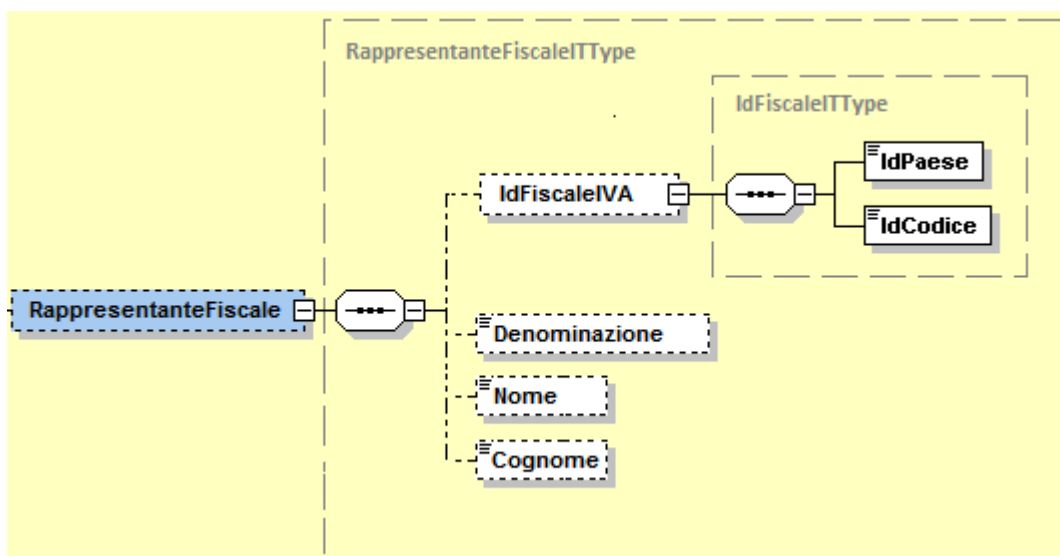 RappresentanteFiscaleITType
IdFiscaleITType
IdPaese
IdFiscaleIVA
IdCodice
RappresentanteFiscale
Denominazione
Nome
Cognome